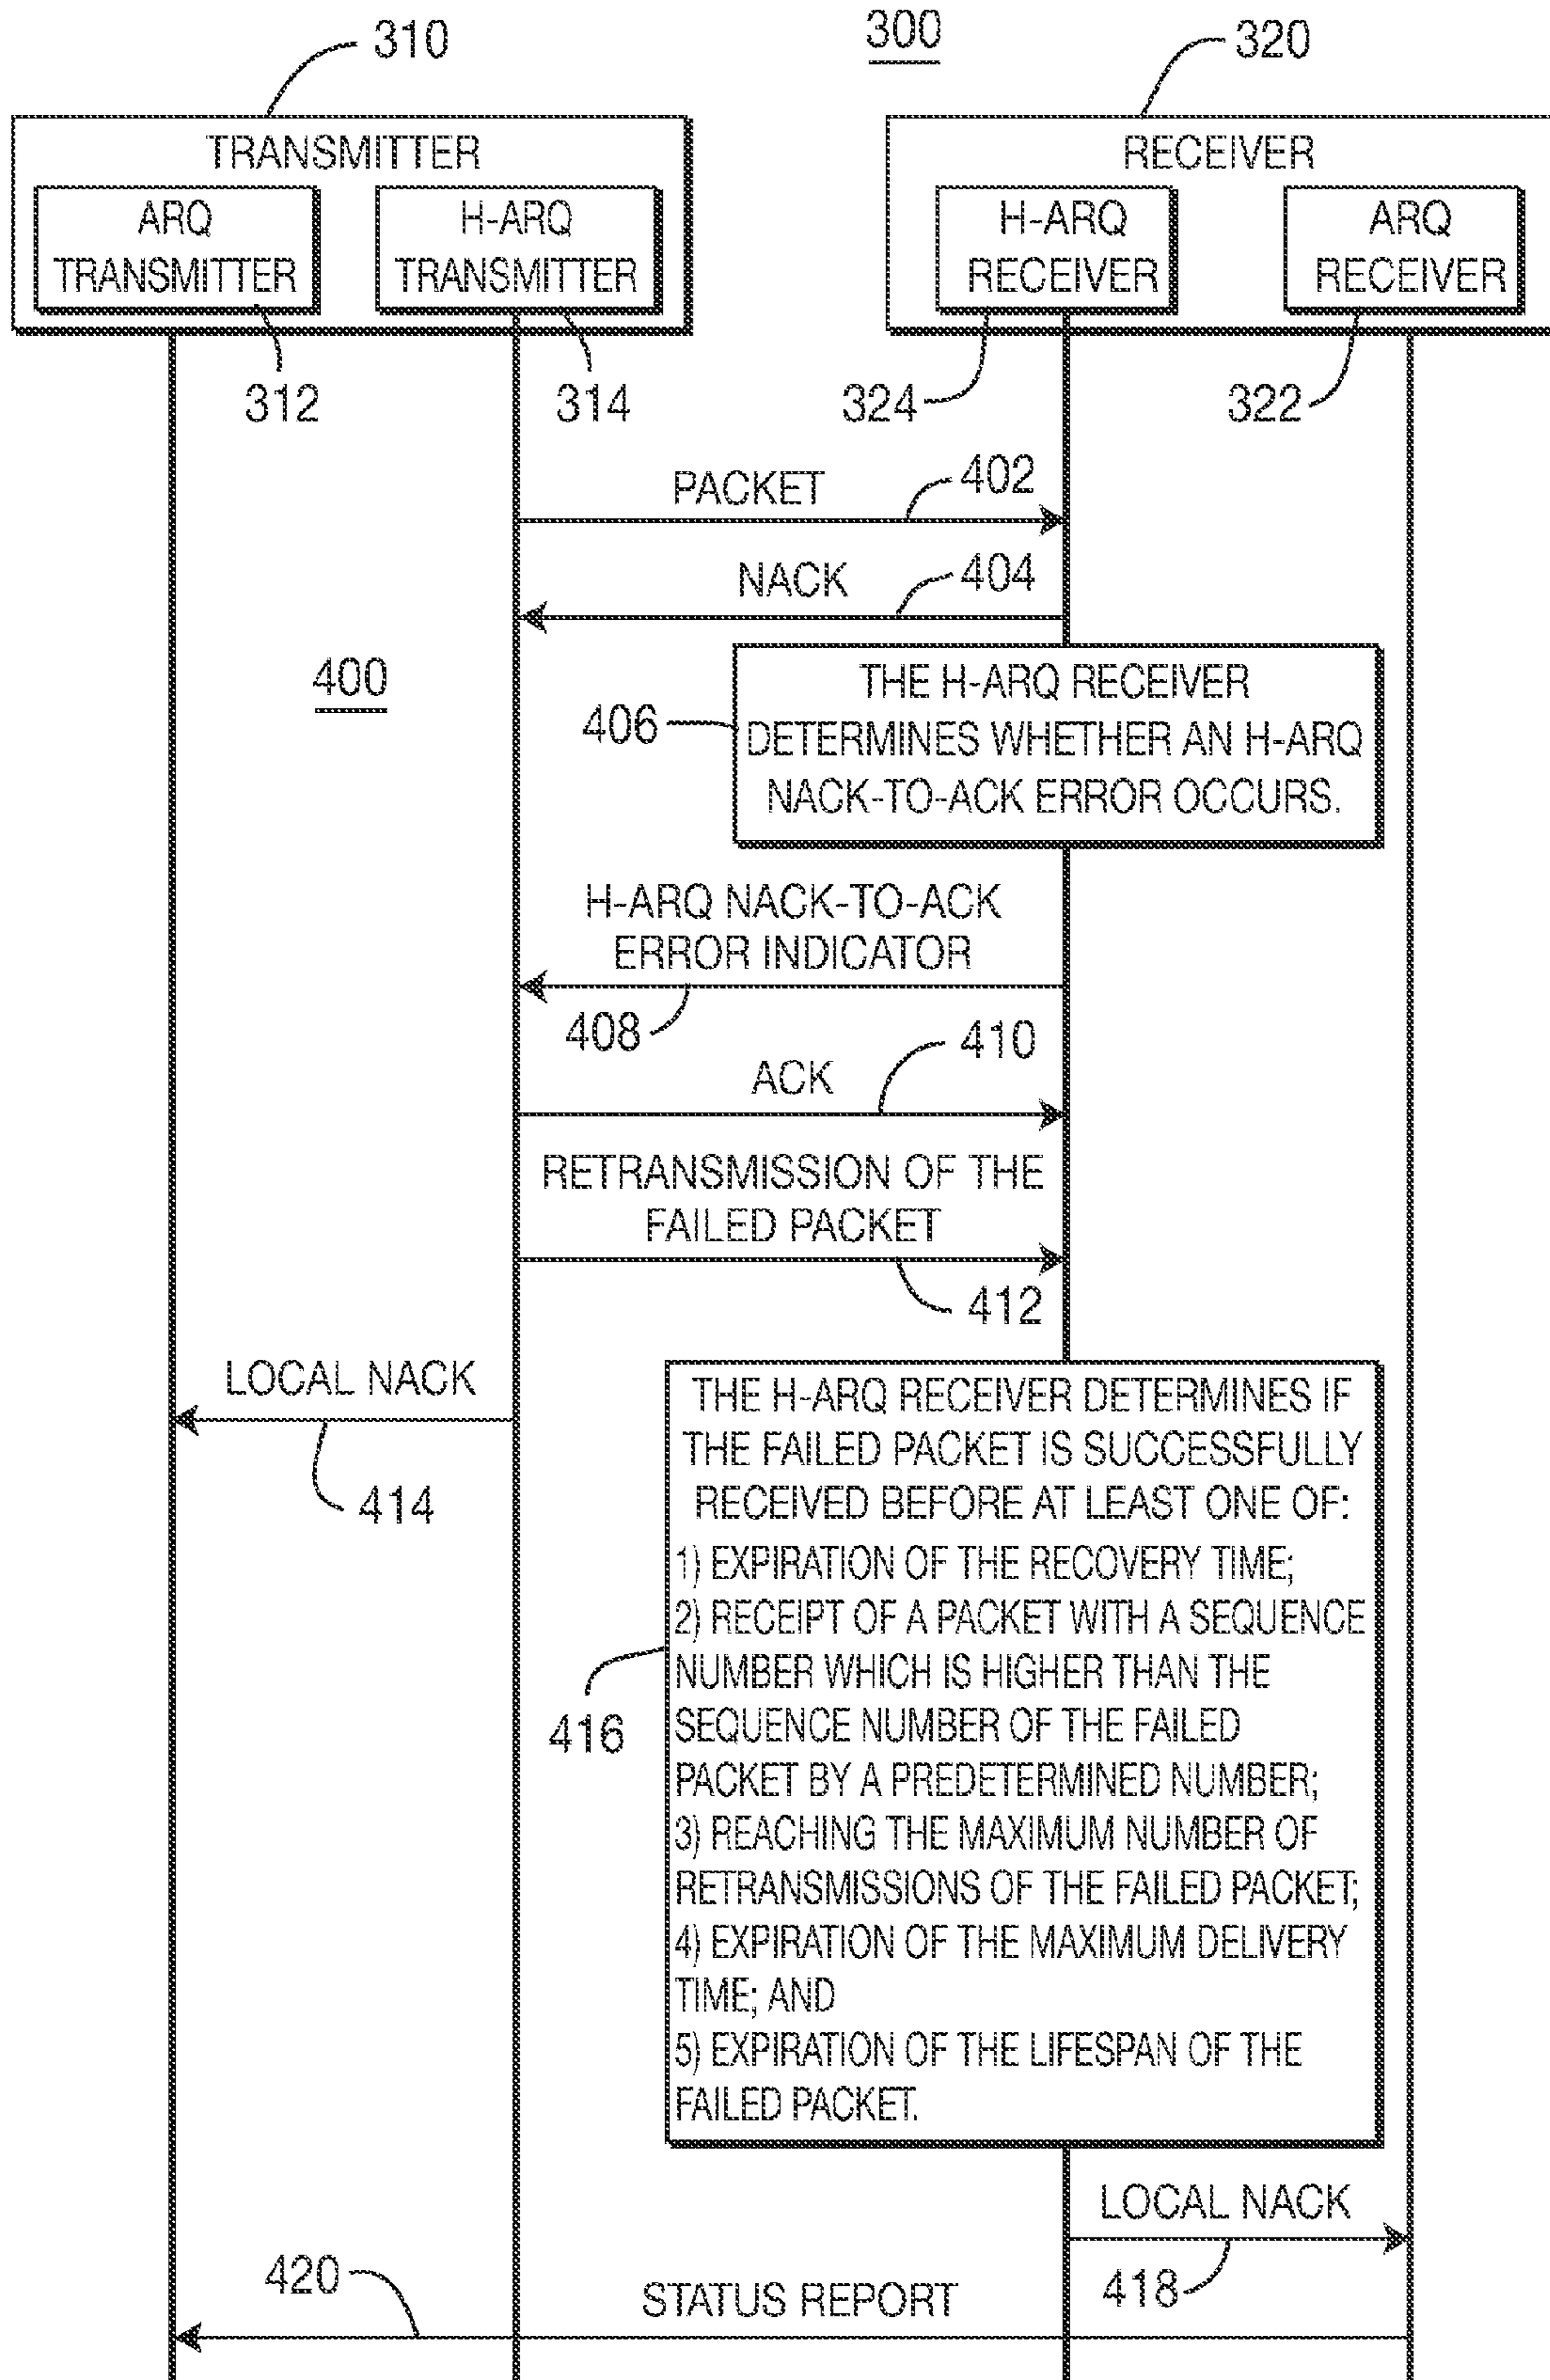 310
300
320
TRANSMITTER
RECEIVER
ARQ
TRANSMITTER
H-ARQ
TRANSMITTER
H-ARQ
RECEIVER
ARQ
RECEIVER
312
314
324
322
PACKET
402
NACK
404
400
THE H-ARQ RECEIVER
DETERMINES WHETHER AN H-ARQ
NACK-TO-ACK ERROR OCCURS.
406
H-ARQ NACK-TO-ACK
ERROR INDICATOR
408
410
ACK
RETRANSMISSION OF THE
FAILED PACKET
412
LOCAL NACK
414
THE H-ARQ RECEIVER DETERMINES IF
THE FAILED PACKET IS SUCCESSFULLY
RECEIVED BEFORE AT LEAST ONE OF:
1) EXPIRATION OF THE RECOVERY TIME;
2) RECEIPT OF A PACKET WITH A SEQUENCE
NUMBER WHICH IS HIGHER THAN THE
SEQUENCE NUMBER OF THE FAILED
PACKET BY A PREDETERMINED NUMBER;
3) REACHING THE MAXIMUM NUMBER OF
RETRANSMISSIONS OF THE FAILED PACKET;
4) EXPIRATION OF THE MAXIMUM DELIVERY
TIME; AND
5) EXPIRATION OF THE LIFESPAN OF THE
FAILED PACKET.
416
LOCAL NACK
418
420
STATUS REPORT